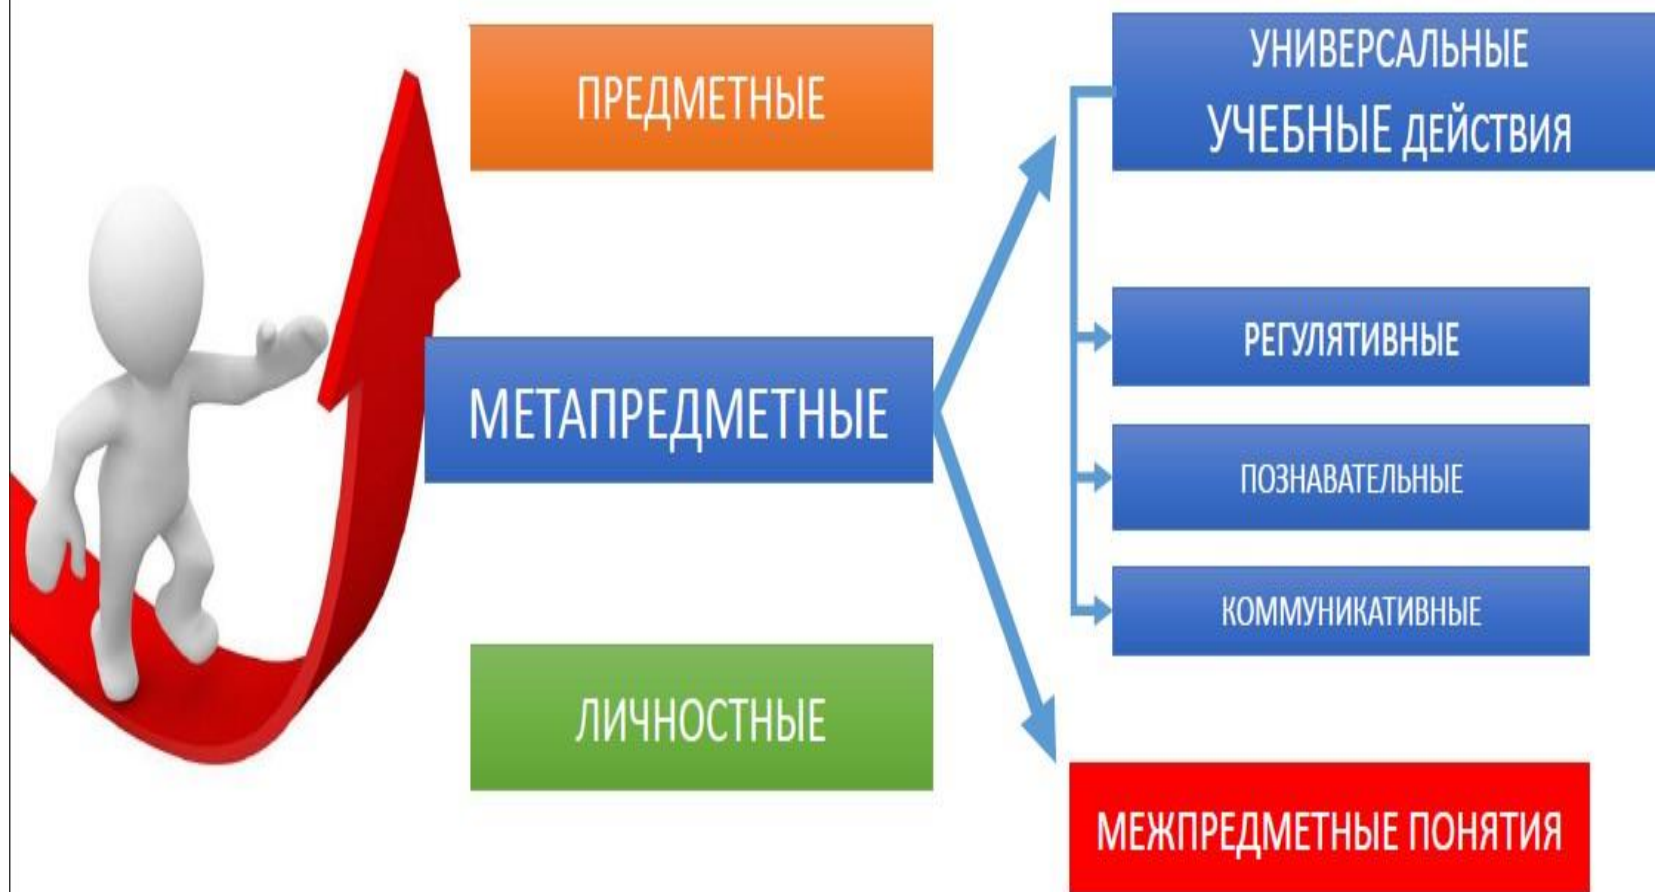 ПРЕДМЕТНЫЕ
МЕТАПРЕДМЕТНЫЕ
ЛИЧНОСТНЫЕ
УНИВЕРСАЛЬНЫЕ
УЧЕБНЫЕ ДЕЙСТВИЯ
РЕГУЛЯТИВНЫЕ
ПОЗНАВАТЕЛЬНЫЕ
КОММУНИКАТИВНЫЕ
МЕЖПРЕДМЕТНЫЕ ПОНЯТИЯ